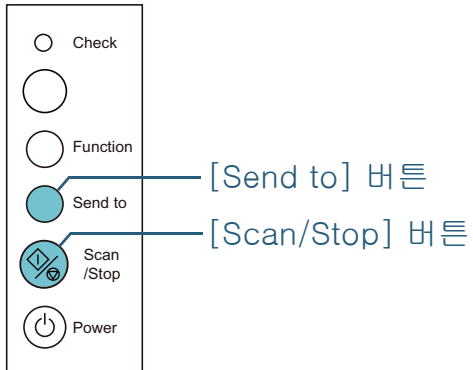 Check
Function
Send to
Scan
/Stop
Power
[Send to] 버튼
[Scan/Stop] 버튼